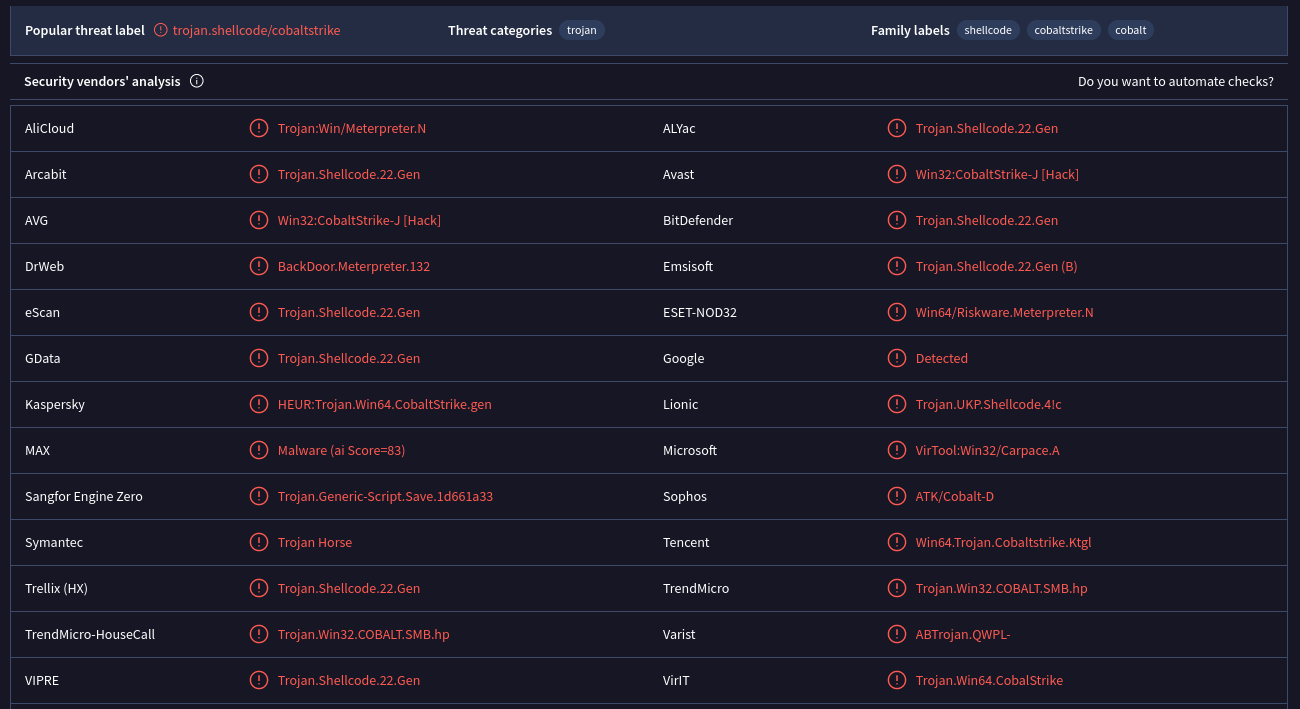 Popular threat label trojan.shellcode/cobaltstrike Threat categories trojan Family labels shellcode cobaltstrike cobalt
Security vendors' analysis Do you want to automate checks?
AliCloud Trojan:Win/Meterpreter.N ALYac Trojan.Shellcode.22.Gen
Arcabit Trojan.Shellcode.22.Gen Avast Win32:CobaltStrike-J [Hack]
AVG Win32:CobaltStrike-J [Hack] BitDefender Trojan.Shellcode.22.Gen
DrWeb BackDoor.Meterpreter.132 Emsisoft Trojan.Shellcode.22.Gen (B)
eScan Trojan.Shellcode.22.Gen ESET-NOD32 Win64/Riskware.Meterpreter.N
GData Trojan.Shellcode.22.Gen Google Detected
Kaspersky HEUR:Trojan.Win64.CobaltStrike.gen Lionic Trojan.UKP.Shellcode.4!c
MAX Malware (ai Score=83) Microsoft VirTool:Win32/Carpace.A
Sangfor Engine Zero Trojan.Generic-Script.Save.1d661a33 Sophos ATK/Cobalt-D
Symantec Trojan Horse Tencent Win64.Trojan.Cobaltstrike.Ktgl
Trellix (HX) Trojan.Shellcode.22.Gen TrendMicro Trojan.Win32.COBALT.SMB.hp
TrendMicro-HouseCall Trojan.Win32.COBALT.SMB.hp Varist ABTrojan.QWPL-
VIPRE Trojan.Shellcode.22.Gen VirIT Trojan.Win64.CobalStrike